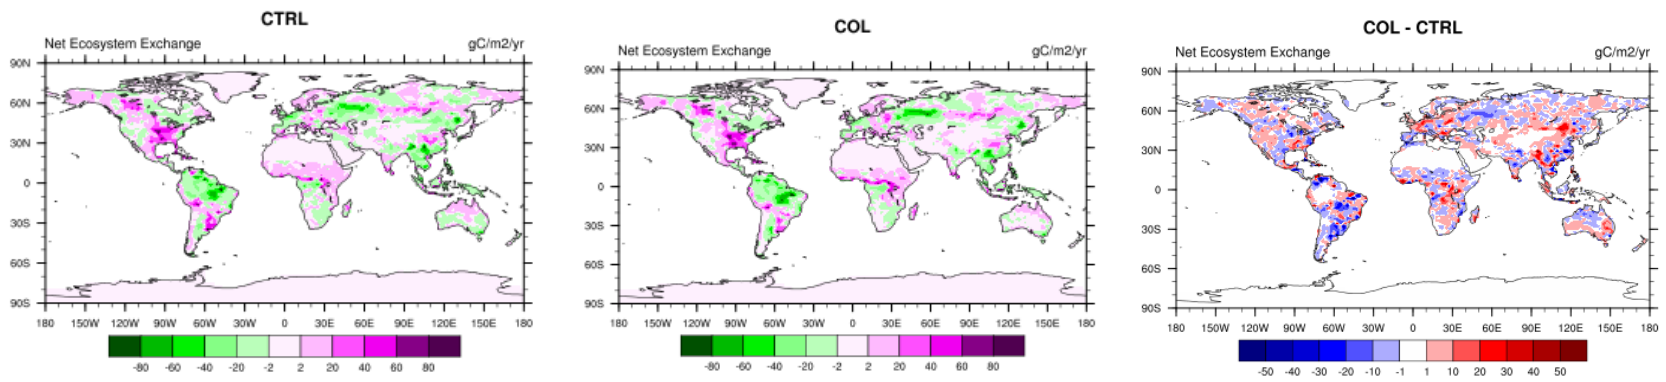 CTRL
Net Ecosystem Exchange gC/m2/yr
90N
60N
30N
0
30S
60S
90S
180 150W 120W 90W 60W 30W 0 30E 60E 90E 120E 150E 180
-80 -60 -40 -20 -2 2 20 40 60 80
COL
Net Ecosystem Exchange gC/m2/yr
90N
60N
30N
0
30S
60S
90S
180 150W 120W 90W 60W 30W 0 30E 60E 90E 120E 150E 180
-80 -60 -40 -20 -2 2 20 40 60 80
COL - CTRL
Net Ecosystem Exchange gC/m2/yr
90N
60N
30N
0
30S
60S
90S
180 150W 120W 90W 60W 30W 0 30E 60E 90E 120E 150E 180
-50 -40 -30 -20 -10 -1 1 10 20 30 40 50